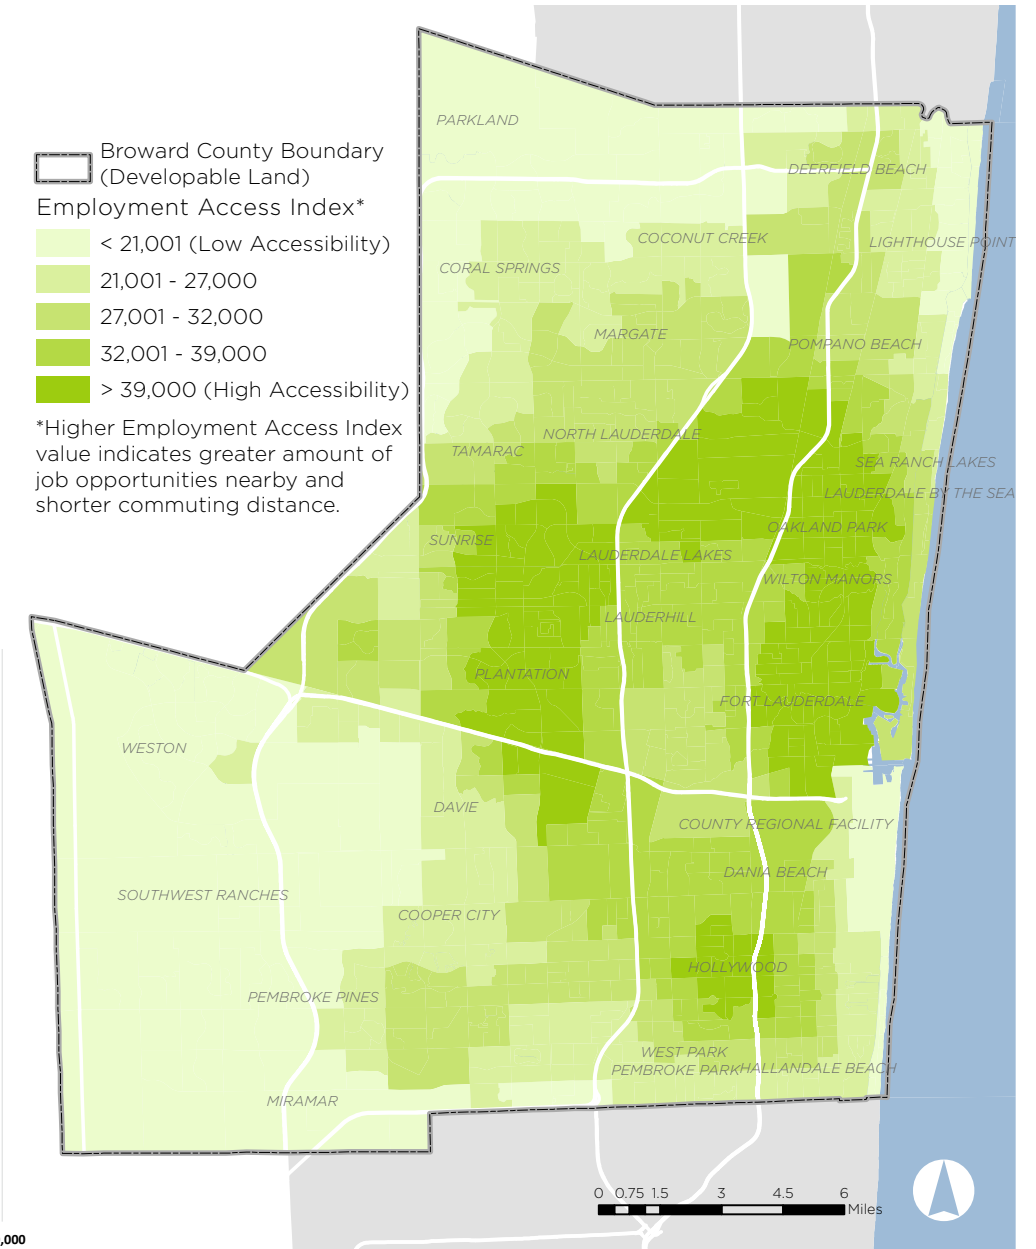 Broward County Boundary
(Developable Land)
Employment Access Index*
< 21,001 (Low Accessibility)
21,001 - 27,000
27,001 - 32,000
32,001 - 39,000
> 39,000 (High Accessibility)
*Higher Employment Access Index
value indicates greater amount of
job opportunities nearby and
shorter commuting distance.
PARKLAND
DEERFIELD BEACH
COCONUT CREEK
LIGHTHOUSE POINT
CORAL SPRINGS
MARGATE
POMPANO BEACH
NORTH LAUDERDALE
TAMARAC
SEA RANCH LAKES
LAUDERDALE BY THE SEA
OAKLAND PARK
SUNRISE
LAUDERDALE LAKES
WILTON MANORS
LAUDERHILL
PLANTATION
FORT LAUDERDALE
WESTON
DAVIE
COUNTY REGIONAL FACILITY
DANIA BEACH
SOUTHWEST RANCHES
COOPER CITY
HOLLYWOOD
PEMBROKE PINES
WEST PARK
PEMBROKE PARK
HALLANDALE BEACH
MIRAMAR
0 0.75 1.5 3 4.5 6
Miles
,000